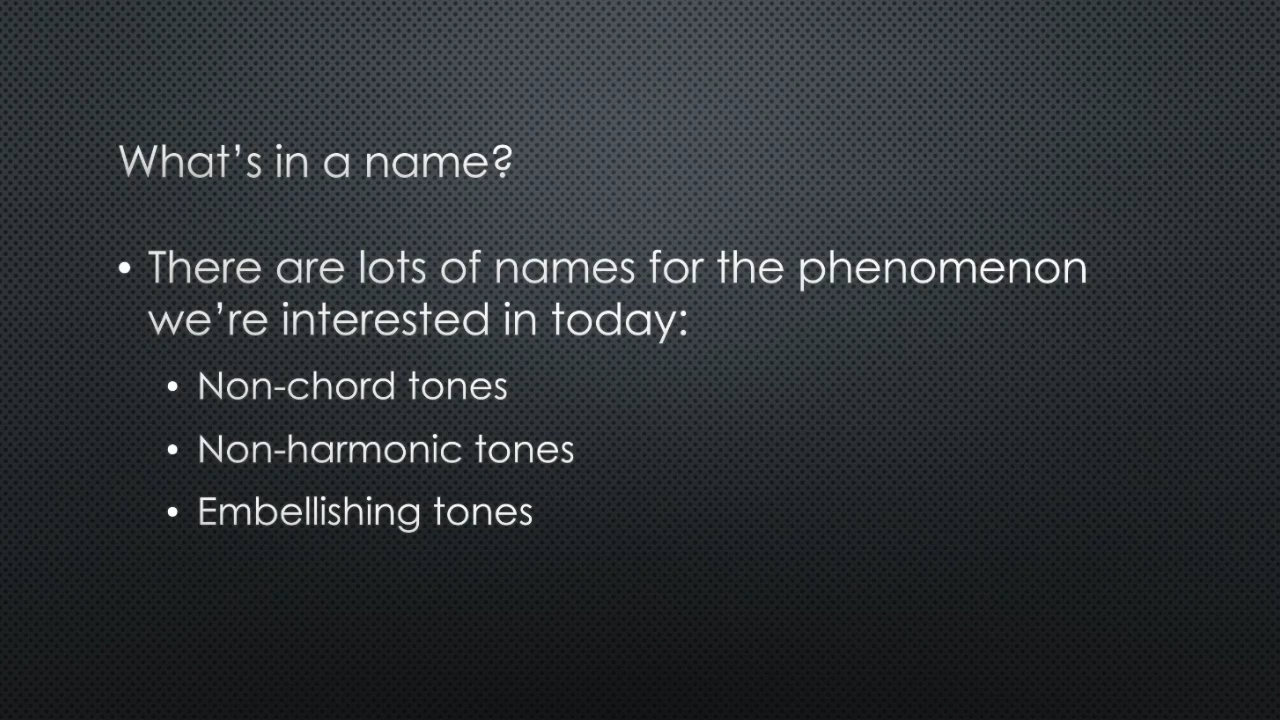 What’s in a name?
• There are lots of names for the phenomenon
we’re interested in today:
• Non-chord tones
• Non-harmonic tones
• Embellishing tones